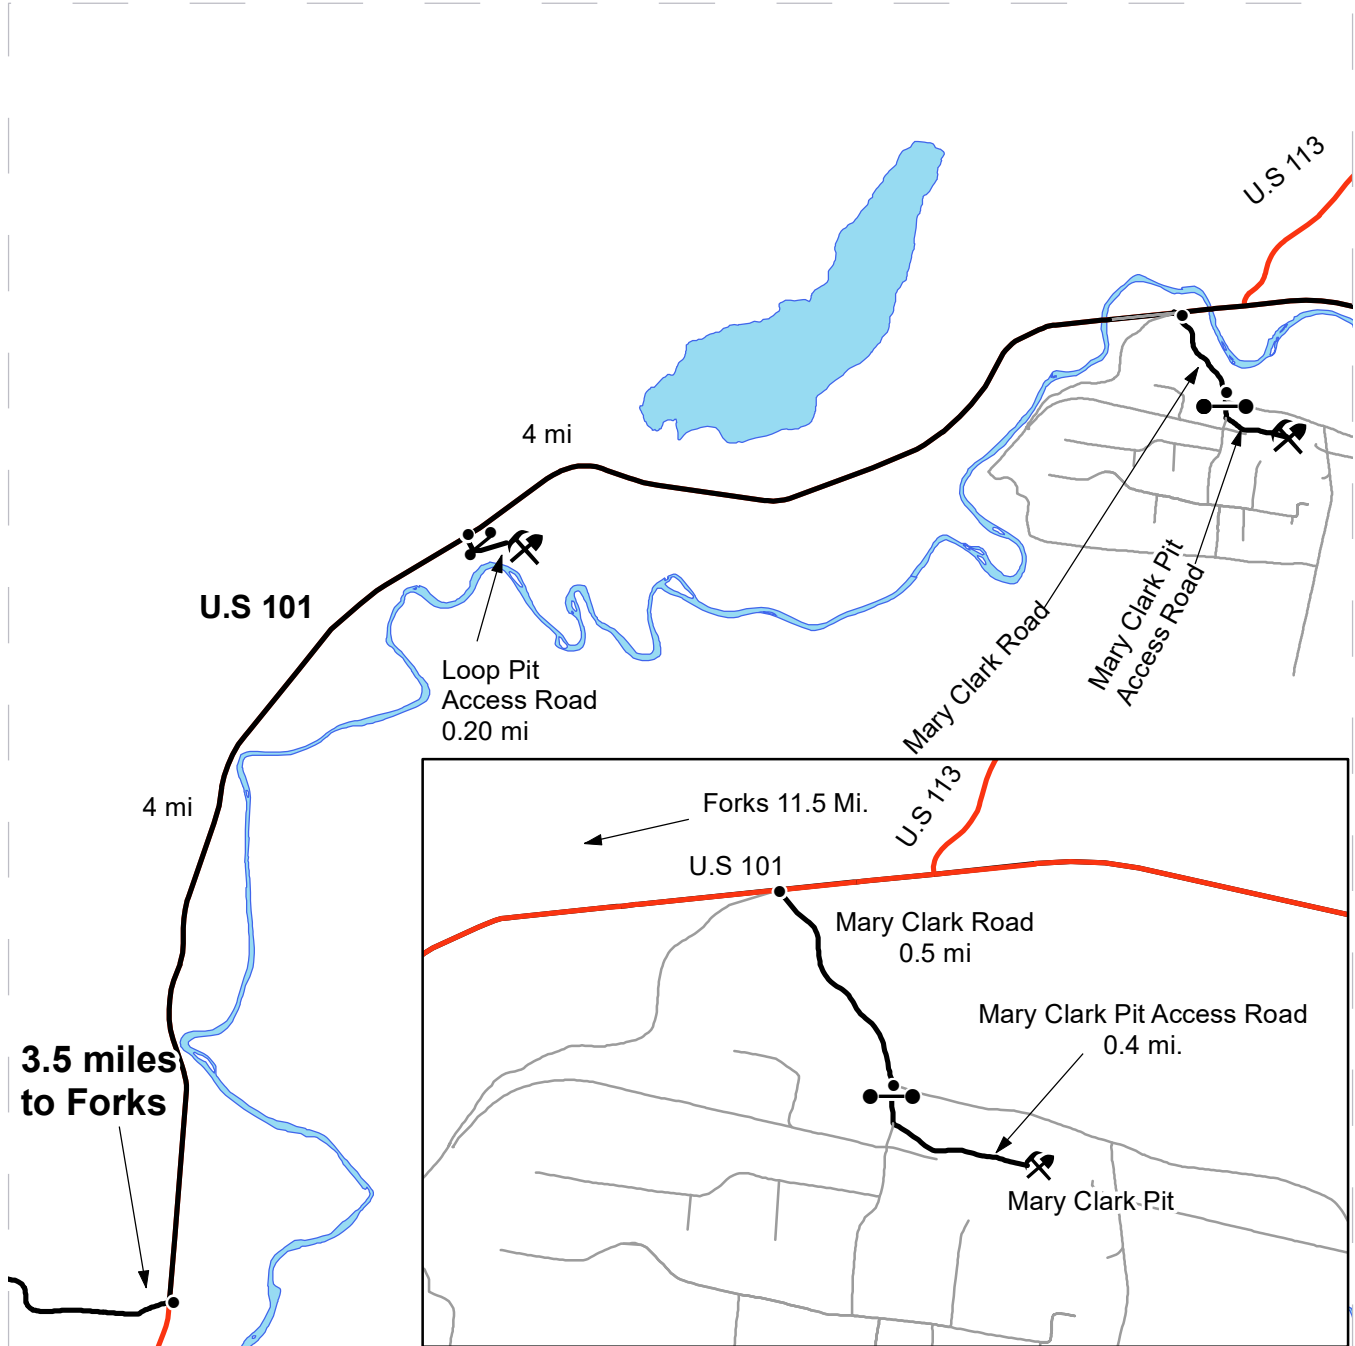 U.S 113
4 mi
U.S 101
Loop Pit
Access Road
0.20 mi
Mary Clark Road
Mary Clark Pit
Access Road
4 mi
3.5 miles
to Forks
Forks 11.5 Mi.
U.S 113
U.S 101
Mary Clark Road
0.5 mi
Mary Clark Pit Access Road
0.4 mi.
Mary Clark Pit